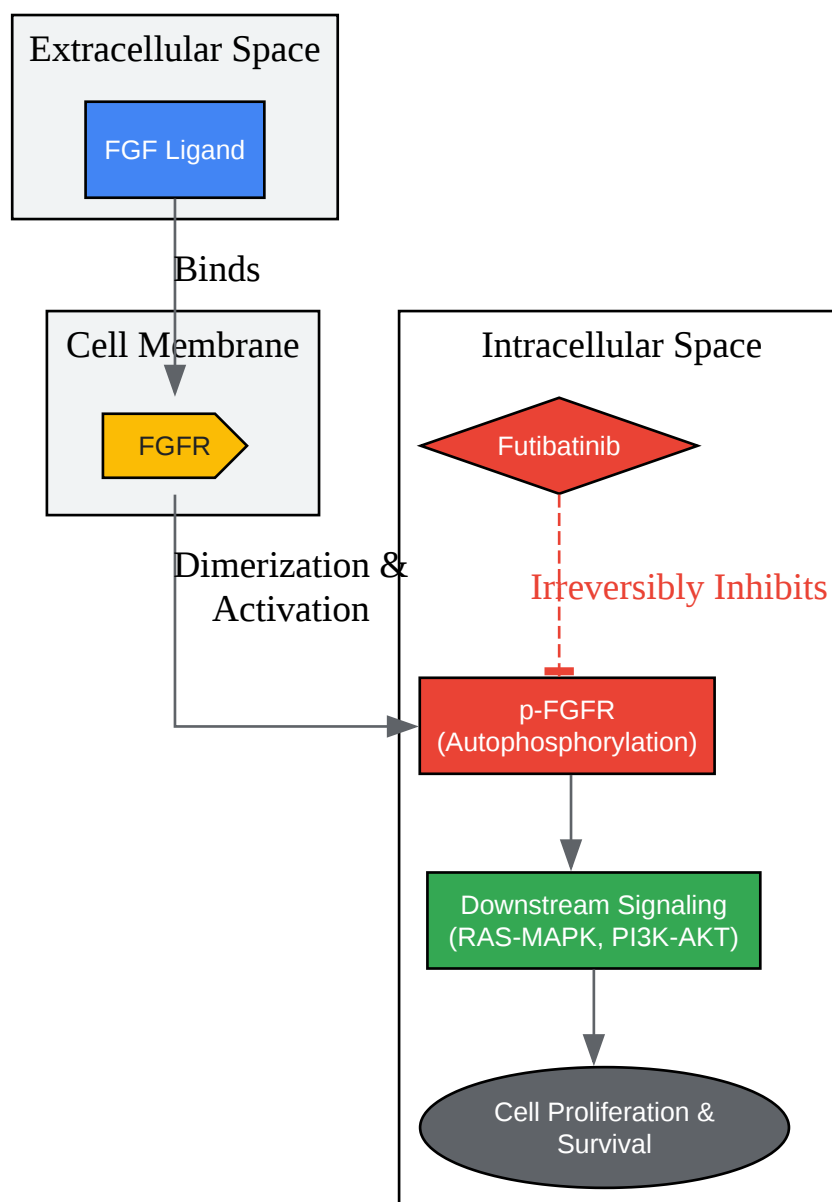 Extracellular Space
FGF Ligand
Binds
Cell Membrane
FGFR
Dimerization &
Activation
Intracellular Space
Futibatinib
Irreversibly Inhibits
p-FGFR
(Autophosphorylation)
Downstream Signaling
(RAS-MAPK, PI3K-AKT)
Cell Proliferation &
Survival